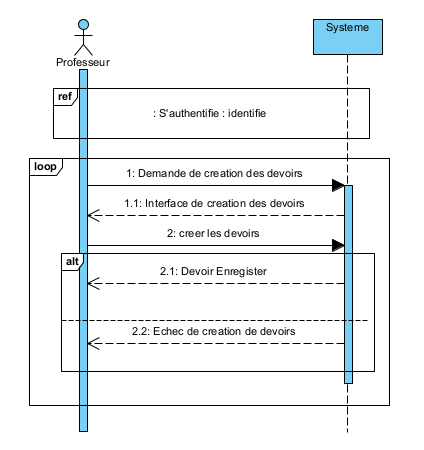 Systeme
Professeur
ref
: S'authentifie : identifie
loop
1: Demande de creation des devoirs
1.1: Interface de creation des devoirs
2: creer les devoirs
alt
2.1: Devoir Enregister
2.2: Echec de creation de devoirs